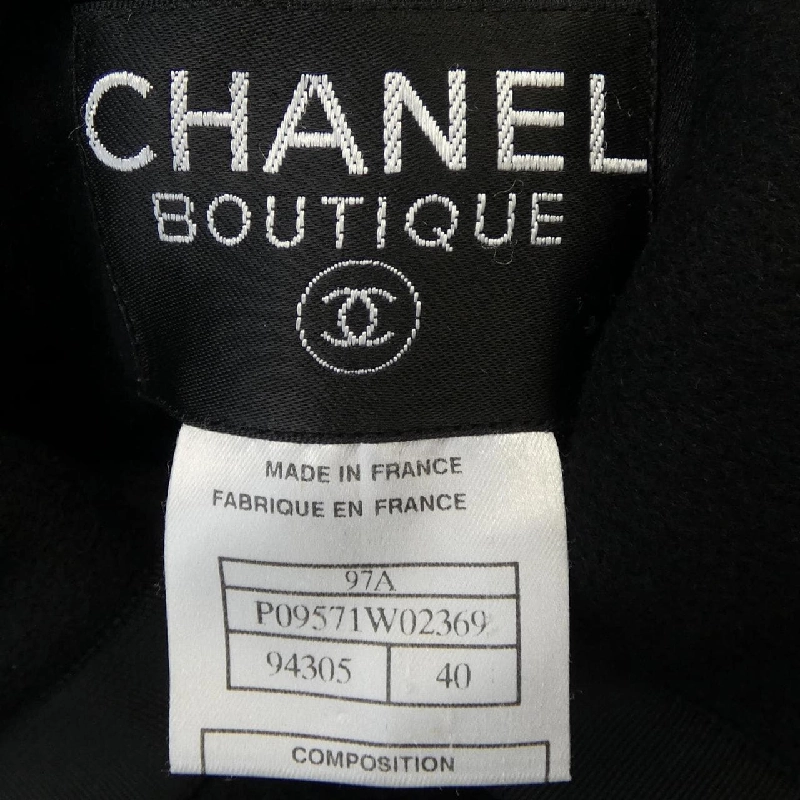 CHANEL
BOUTIQUE
MADE IN FRANCE
FABRIQUE EN FRANCE
97A
P09571W02369
94305 40
COMPOSITION